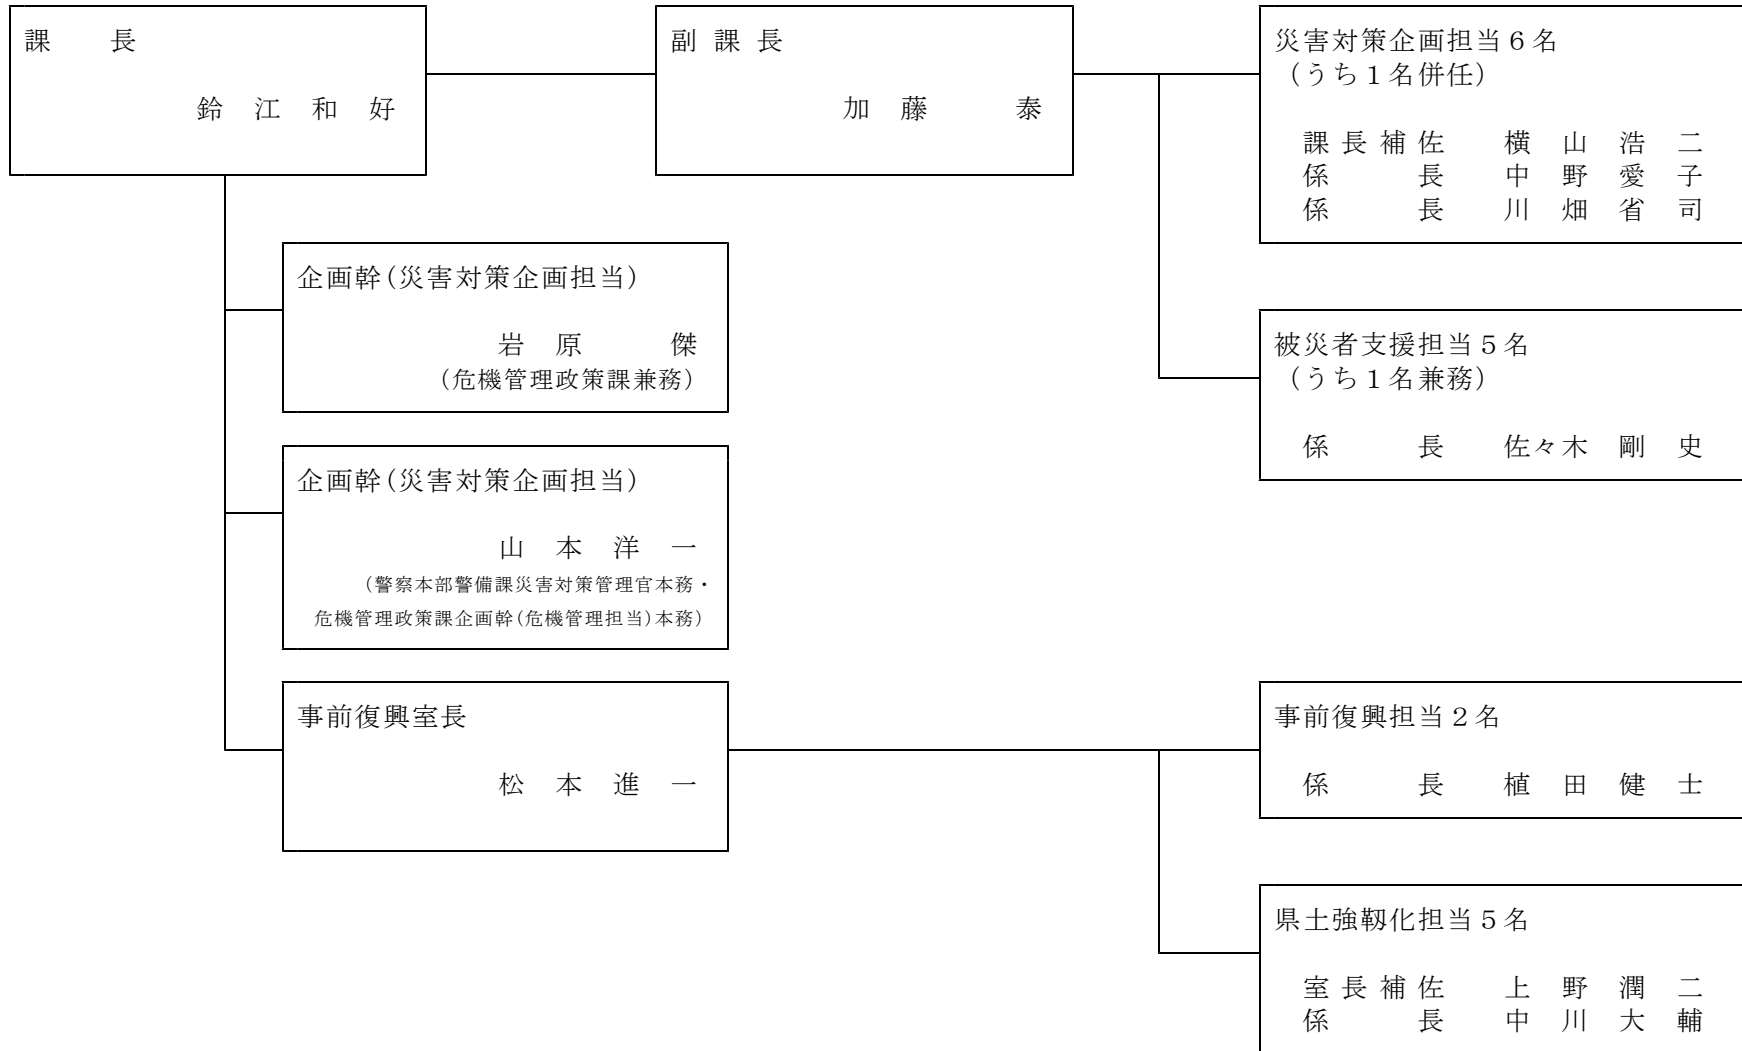 課　　長
鈴　江　和　好
副 課 長
加　藤　　　泰
災害対策企画担当６名
（うち１名併任）
課 長 補 佐　　横　山　浩　二
係　　　長　　中　野　愛　子
係　　　長　　川　畑　省　司
企画幹(災害対策企画担当)
岩　原　　　傑
(危機管理政策課兼務)
被災者支援担当５名
（うち１名兼務）
係　　　長　　佐々木　剛　史
企画幹(災害対策企画担当)
山　本　洋　一
(警察本部警備課災害対策管理官本務・
危機管理政策課企画幹(危機管理担当)本務)
事前復興室長
松　本　進　一
事前復興担当２名
係　　　長　　植　田　健　士
県土強靱化担当５名
室 長 補 佐　　上　野　潤　二
係　　　長　　中　川　大　輔